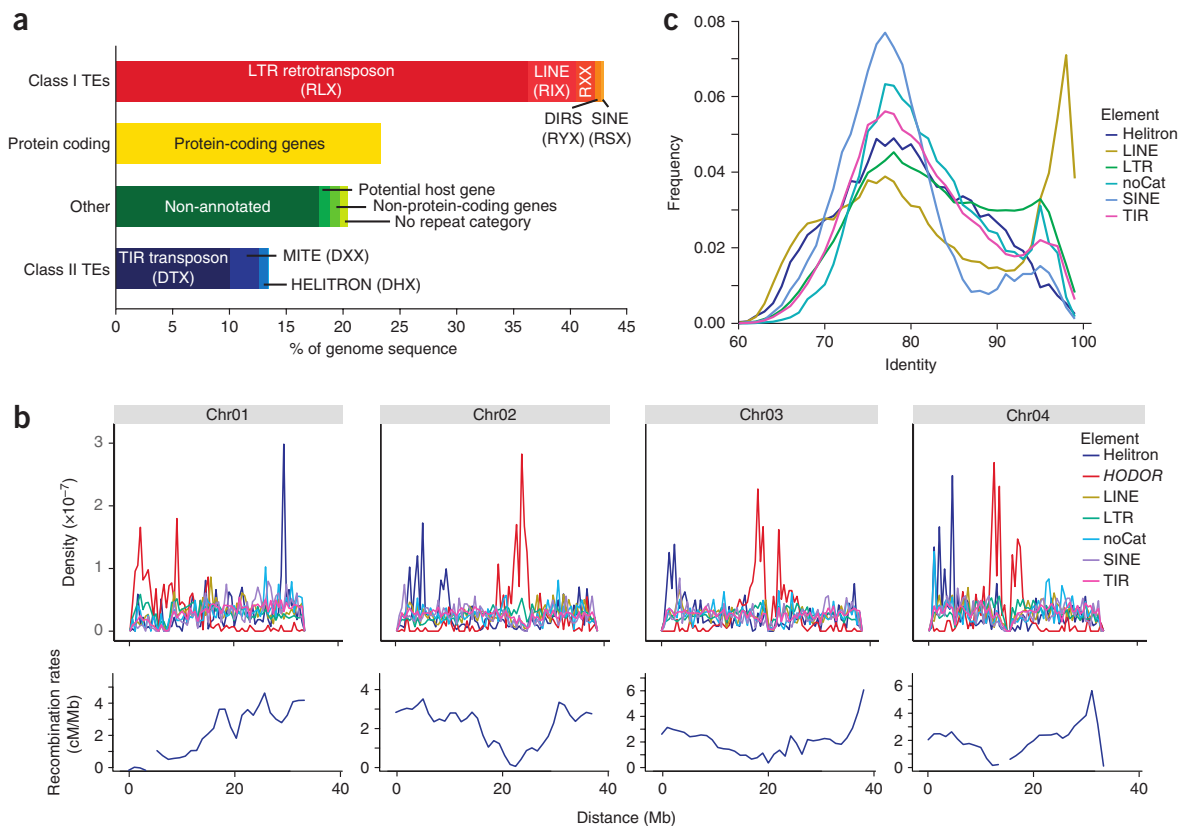 a
Class I TEs
LTR retrotransposon
(RLX)
LINE
(RIX)
RXX
DIRS
(RYX)
SINE
(RSX)
Protein coding
Protein-coding genes
Other
Non-annotated
Potential host gene
Non-protein-coding genes
No repeat category
Class II TEs
TIR transposon
(DTX)
MITE (DXX)
HELITRON (DHX)
0 5 10 15 20 25 30 35 40 45
% of genome sequence
c
0.08
0.06
0.04
0.02
0.00
Frequency
60 70 80 90 100
Identity
Element
Helitron
LINE
LTR
noCat
SINE
TIR
b
Chr01 Chr02 Chr03 Chr04
3
2
1
0
Density (×10⁻⁷)
Element
Helitron
HODOR
LINE
LTR
noCat
SINE
TIR
Recombination rates
(cM/Mb)
4
2
0
0 20 40
4
2
0
0 20 40
6
4
2
0
0 20 40
6
4
2
0
0 20 40
Distance (Mb)